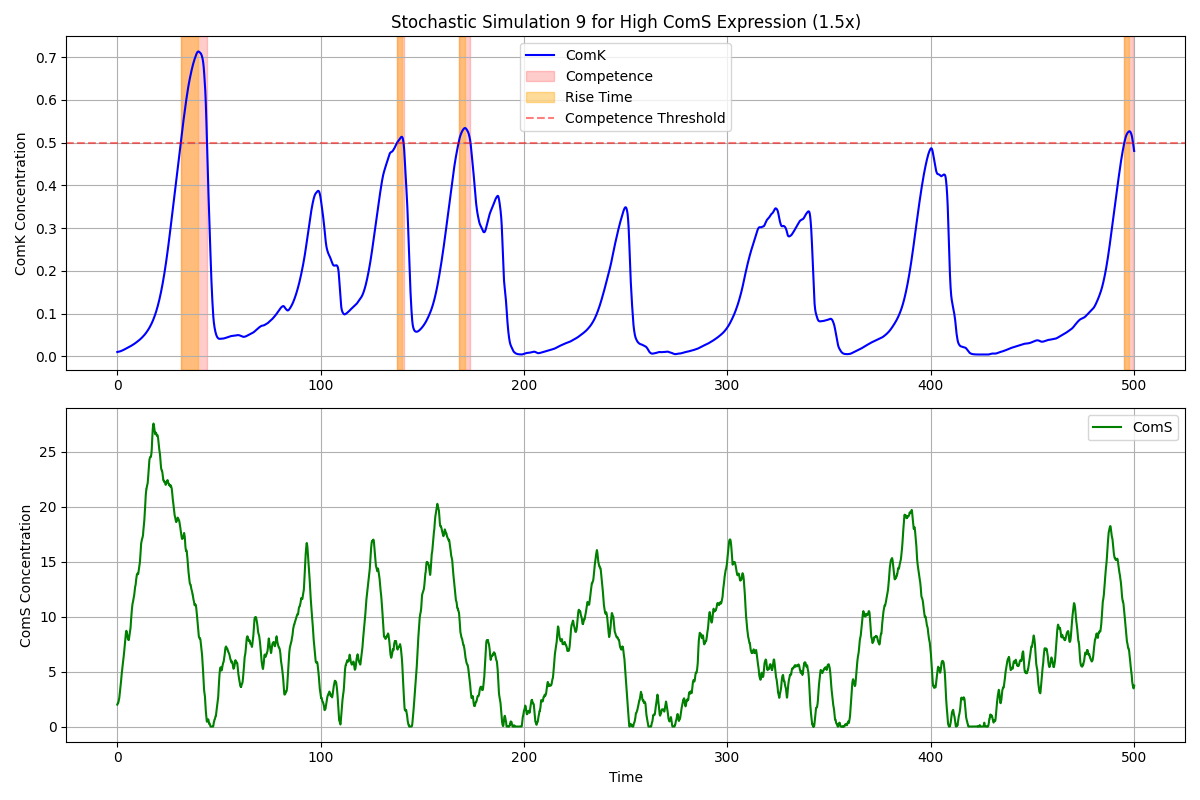 Stochastic Simulation 9 for High ComS Expression (1.5x)
ComK Concentration
0.7
0.6
0.5
0.4
0.3
0.2
0.1
0.0
ComK
Competence
Rise Time
Competence Threshold
0 100 200 300 400 500
ComS Concentration
25
20
15
10
5
0
ComS
0 100 200 300 400 500
Time